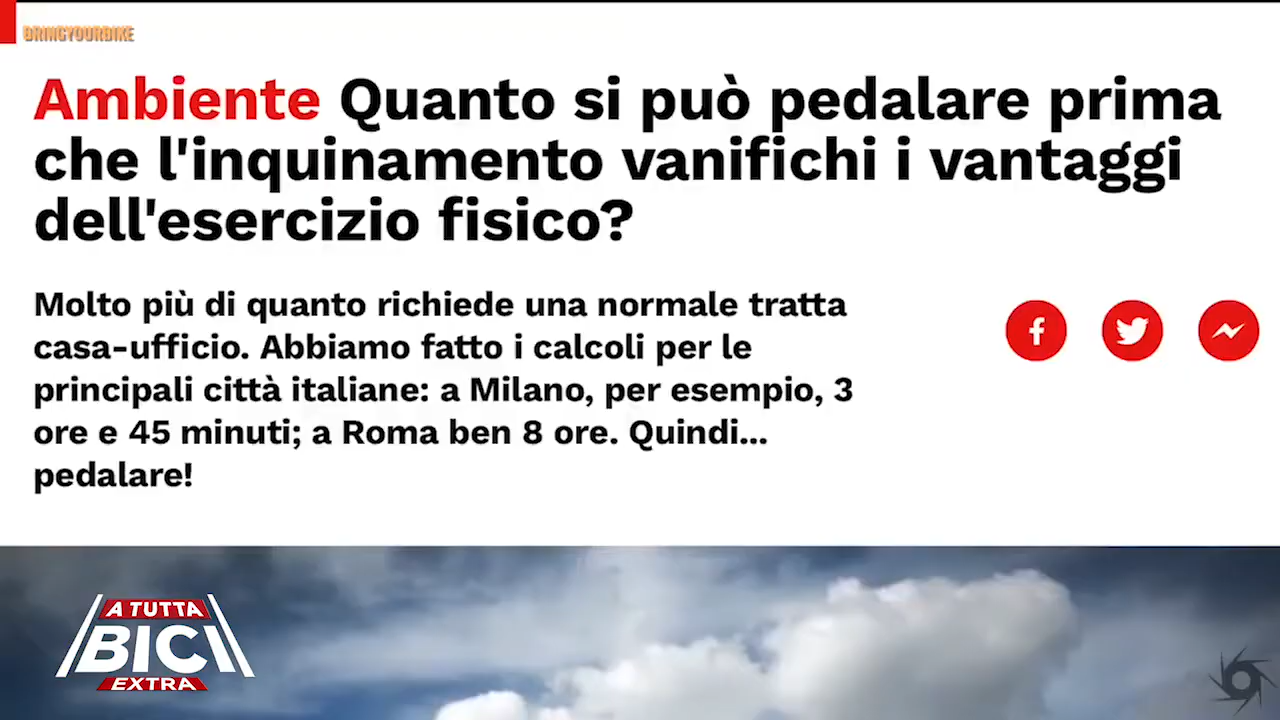 BRINGYOURBIKE
Ambiente Quanto si può pedalare prima
che l'inquinamento vanifichi i vantaggi
dell'esercizio fisico?
Molto più di quanto richiede una normale tratta
casa-ufficio. Abbiamo fatto i calcoli per le
principali città italiane: a Milano, per esempio, 3
ore e 45 minuti; a Roma ben 8 ore. Quindi...
pedalare!
A TUTTA
BICI
EXTRA